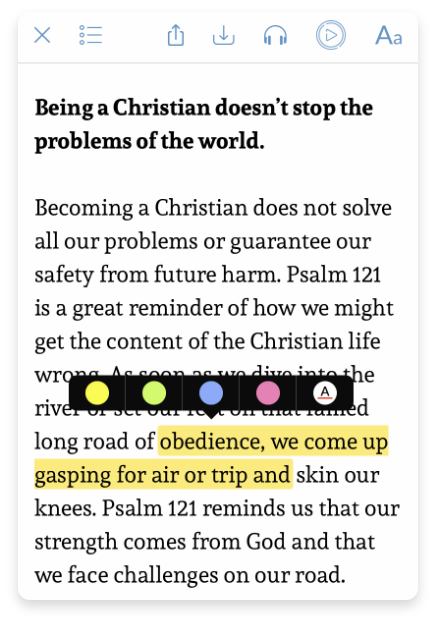 Aa
Being a Christian doesn’t stop the
problems of the world.
Becoming a Christian does not solve
all our problems or guarantee our
safety from future harm. Psalm 121
is a great reminder of how we might
get the content of the Christian life
wrong. As soon as we dive into the
A
river or set our feet on that famed
long road of obedience, we come up
gasping for air or trip and skin our
knees. Psalm 121 reminds us that our
strength comes from God and that
we face challenges on our road.